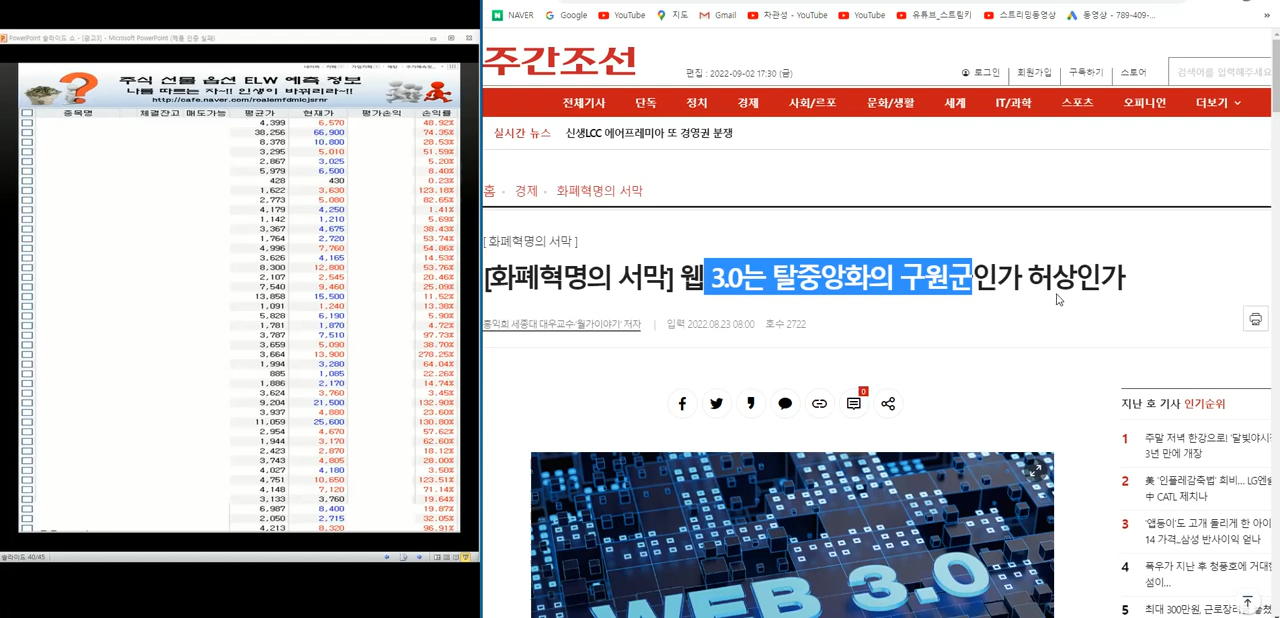 PowerPoint 슬라이드 쇼 - [광고3] - Microsoft PowerPoint (제품 인증 실패)
주식 선물 옵션 ELW 예측 정보
나를 따르는 자~!! 인생이 바뀌리라~!!
http://cafe.naver.com/roalemfdmlcjsrnr
종목명 체결잔고 매도가능 평균가 현재가 평가손익 손익률
4,399 6,570 48.92%
38,256 66,900 74.35%
8,378 10,800 28.53%
3,295 5,010 51.59%
2,867 3,025 5.20%
5,979 6,500 8.40%
428 430 0.23%
1,622 3,630 123.18%
2,773 5,080 82.65%
4,179 4,250 1.41%
1,142 1,210 5.69%
3,367 4,675 38.43%
1,764 2,720 53.74%
4,996 7,760 54.86%
3,626 4,165 14.53%
8,300 12,800 53.76%
2,107 2,545 20.46%
7,540 9,460 25.09%
13,858 15,500 11.52%
1,091 1,240 13.38%
5,828 6,190 5.90%
1,781 1,870 4.72%
3,787 7,510 97.73%
3,659 5,090 38.70%
3,664 13,900 278.25%
1,994 3,280 64.04%
885 1,085 22.26%
1,886 2,170 14.74%
3,624 3,760 3.45%
9,204 21,500 132.90%
3,937 4,880 23.60%
11,059 25,600 130.80%
2,954 4,670 57.62%
1,944 3,170 62.60%
2,423 2,870 18.12%
3,743 4,805 28.00%
4,027 4,180 3.50%
4,751 10,650 123.51%
4,148 7,120 71.14%
3,133 3,760 19.64%
6,987 8,400 19.87%
2,050 2,715 32.05%
4,213 8,320 96.91%
슬라이드 40/45
NAVER Google YouTube 지도 Gmail 차관성 - YouTube YouTube 유튜브_스트림키 스트리밍동영상 동영상 - 789-409-... »
주간조선
편집 : 2022-09-02 17:30 (금)
로그인 회원가입 구독하기 스토어 검색어를 입력해주세요
전체기사 단독 정치 경제 사회/르포 문화/생활 세계 IT/과학 스포츠 오피니언 더보기
실시간 뉴스 신생LCC 에어프레미아 또 경영권 분쟁
홈 경제 화폐혁명의 서막
[ 화폐혁명의 서막 ]
[화폐혁명의 서막] 웹 3.0는 탈중앙화의 구원군인가 허상인가
홍익희 세종대 대우교수·'월가이야기' 저자 | 입력 2022.08.23 08:00 호수 2722
0
WEB 3.0
지난 호 기사 인기순위
1 주말 저녁 한강으로! '달빛야시
3년 만에 개장
2 美 '인플레감축법' 희비... LG엔
中 CATL 제치나
3 '앱등이'도 고개 돌리게 한 아이
14 가격...삼성 반사이익 얻나
4 폭우가 지난 후 청풍호에 거대한
섬이...
5 최대 300만원, 근로장려